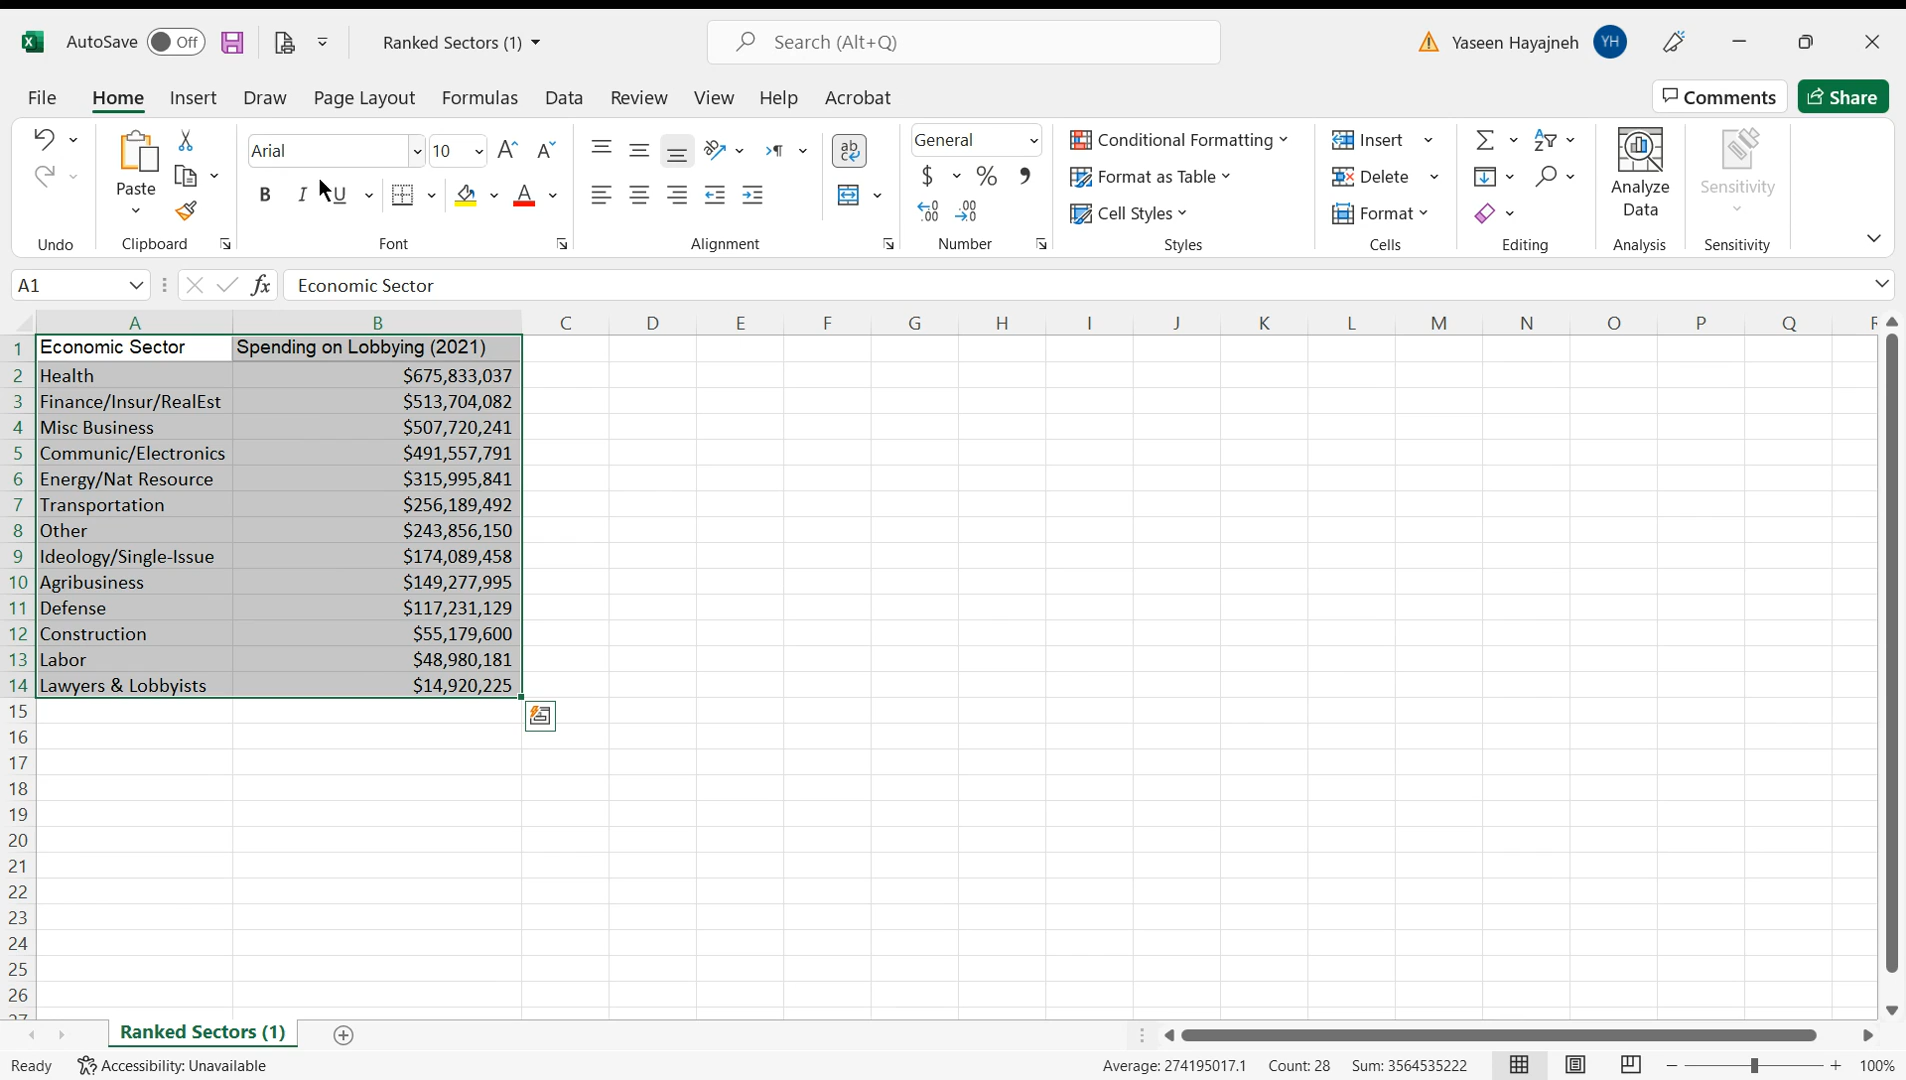 AutoSave Off Ranked Sectors (1) Search (Alt+Q) Yaseen Hayajneh YH
File Home Insert Draw Page Layout Formulas Data Review View Help Acrobat Comments Share
Paste Arial 10 General Conditional Formatting Insert Analyze Data Sensitivity
B I U A ab $ % Format as Table Delete
Cell Styles Format
Undo Clipboard Font Alignment Number Styles Cells Editing Analysis Sensitivity
A1 fx Economic Sector
A B C D E F G H I J K L M N O P Q
1 Economic Sector Spending on Lobbying (2021)
2 Health $675,833,037
3 Finance/Insur/RealEst $513,704,082
4 Misc Business $507,720,241
5 Communic/Electronics $491,557,791
6 Energy/Nat Resource $315,995,841
7 Transportation $256,189,492
8 Other $243,856,150
9 Ideology/Single-Issue $174,089,458
10 Agribusiness $149,277,995
11 Defense $117,231,129
12 Construction $55,179,600
13 Labor $48,980,181
14 Lawyers & Lobbyists $14,920,225
15
16
17
18
19
20
21
22
23
24
25
26
27
Ranked Sectors (1)
Ready Accessibility: Unavailable Average: 274195017.1 Count: 28 Sum: 3564535222 100%